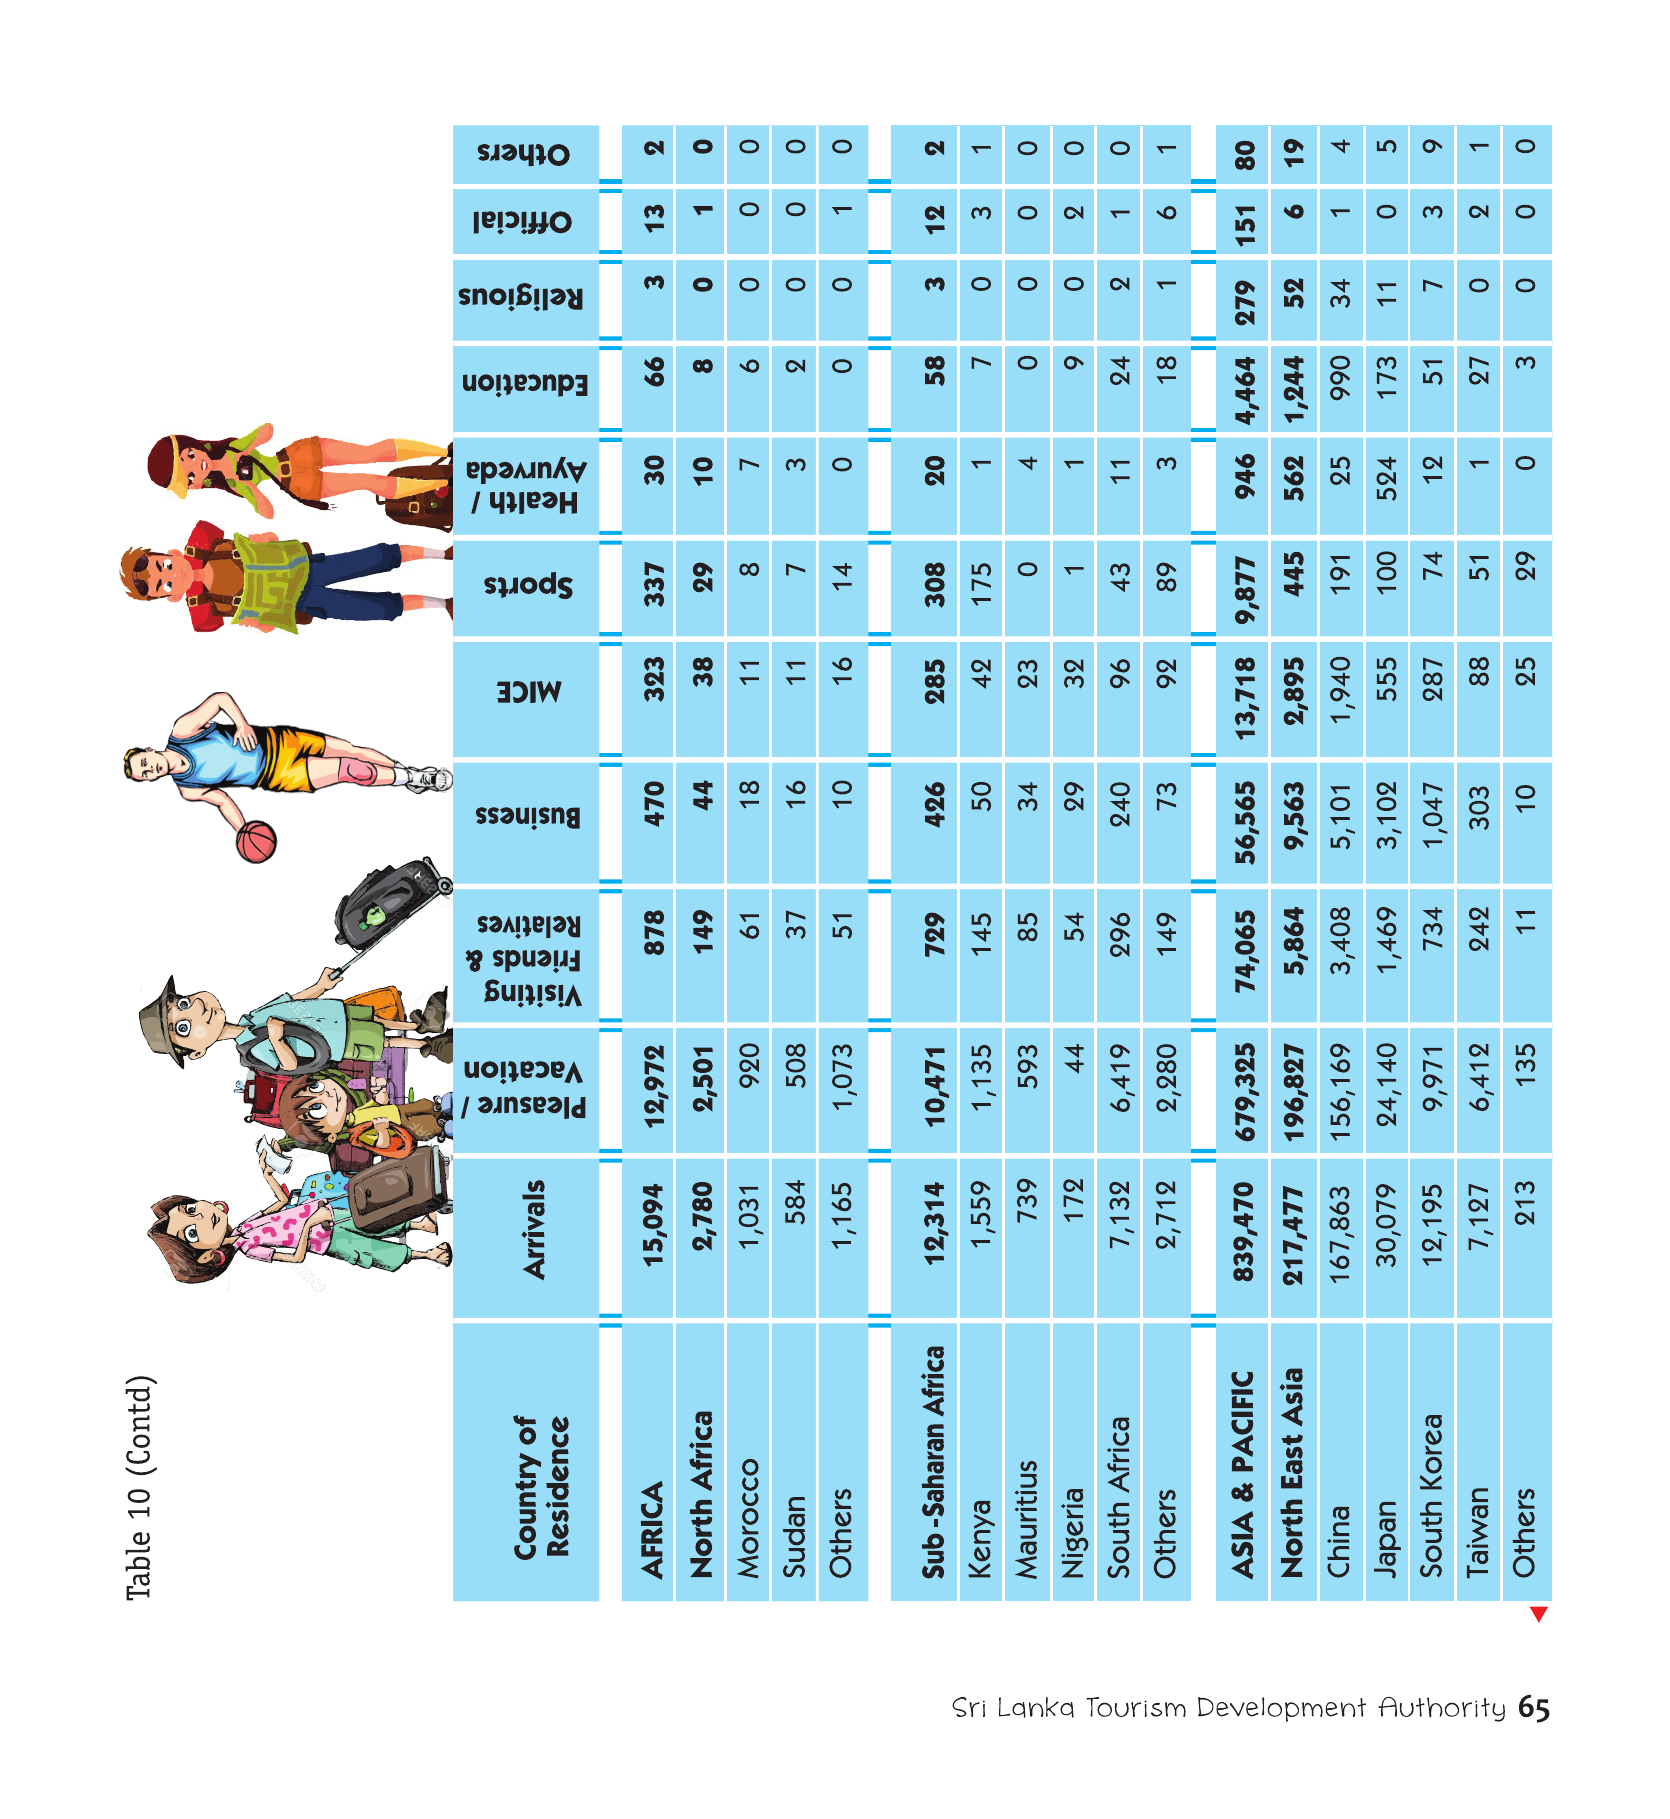 Table 10 (Contd)
Country of Residence Arrivals Pleasure / Vacation Visiting Friends & Relatives Business MICE Sports Health / Ayurveda Education Religious Official Others
AFRICA 15,094 12,972 878 470 323 337 30 66 3 13 2
North Africa 2,780 2,501 149 44 38 29 10 8 0 1 0
Morocco 1,031 920 61 18 11 8 7 6 0 0 0
Sudan 584 508 37 16 11 7 3 2 0 0 0
Others 1,165 1,073 51 10 16 14 0 0 0 1 0
Sub -Saharan Africa 12,314 10,471 729 426 285 308 20 58 3 12 2
Kenya 1,559 1,135 145 50 42 175 1 7 0 3 1
Mauritius 739 593 85 34 23 0 4 0 0 0 0
Nigeria 172 44 54 29 32 1 1 9 0 2 0
South Africa 7,132 6,419 296 240 96 43 11 24 2 1 0
Others 2,712 2,280 149 73 92 89 3 18 1 6 1
ASIA & PACIFIC 839,470 679,325 74,065 56,565 13,718 9,877 946 4,464 279 151 80
North East Asia 217,477 196,827 5,864 9,563 2,895 445 562 1,244 52 6 19
China 167,863 156,169 3,408 5,101 1,940 191 25 990 34 1 4
Japan 30,079 24,140 1,469 3,102 555 100 524 173 11 0 5
South Korea 12,195 9,971 734 1,047 287 74 12 51 7 3 9
Taiwan 7,127 6,412 242 303 88 51 1 27 0 2 1
Others 213 135 11 10 25 29 0 3 0 0 0
Sri Lanka Tourism Development Authority 65